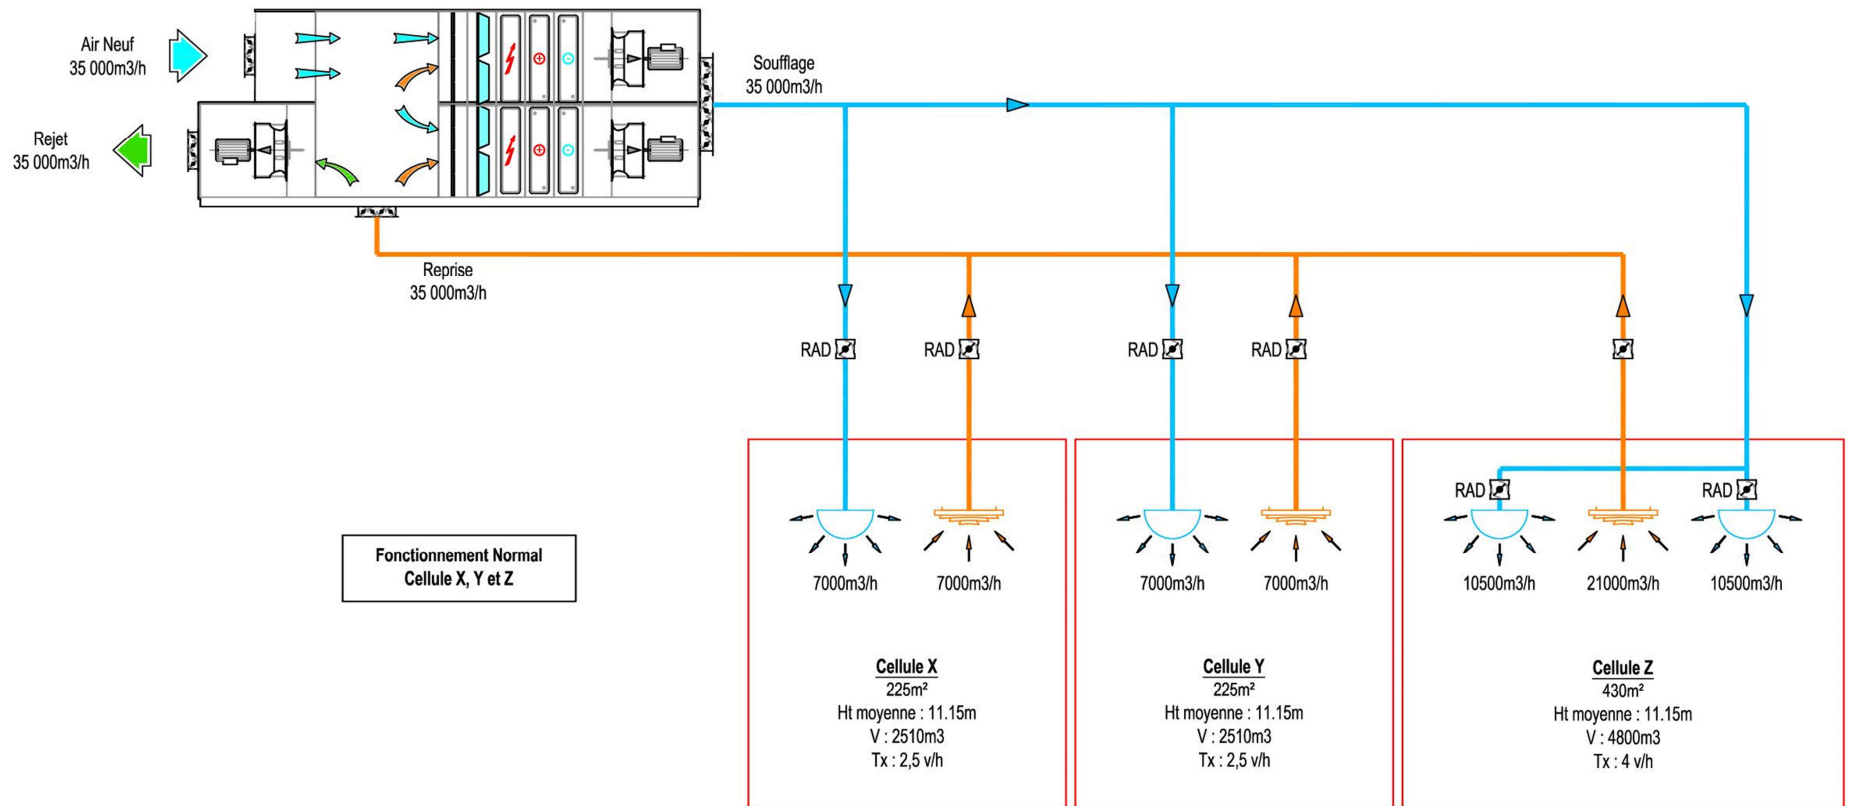 Air Neuf
35 000m3/h
Rejet
35 000m3/h
Soufflage
35 000m3/h
Reprise
35 000m3/h
RAD
RAD
RAD
RAD
RAD
RAD
7000m3/h
7000m3/h
7000m3/h
7000m3/h
10500m3/h
21000m3/h
10500m3/h
Fonctionnement Normal
Cellule X, Y et Z
Cellule X
225m²
Ht moyenne : 11.15m
V : 2510m3
Tx : 2,5 v/h
Cellule Y
225m²
Ht moyenne : 11.15m
V : 2510m3
Tx : 2,5 v/h
Cellule Z
430m²
Ht moyenne : 11.15m
V : 4800m3
Tx : 4 v/h